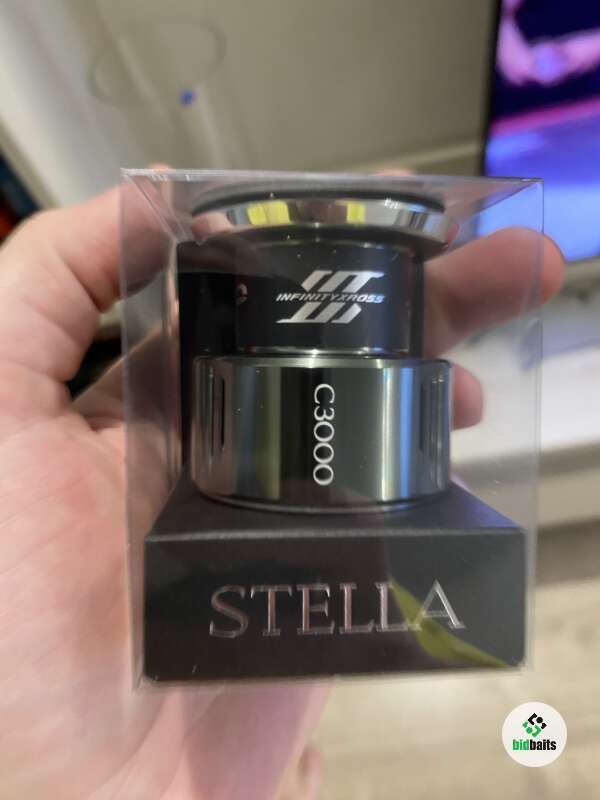 INFINITYXROSS
C3000
STELLA
bidbaits